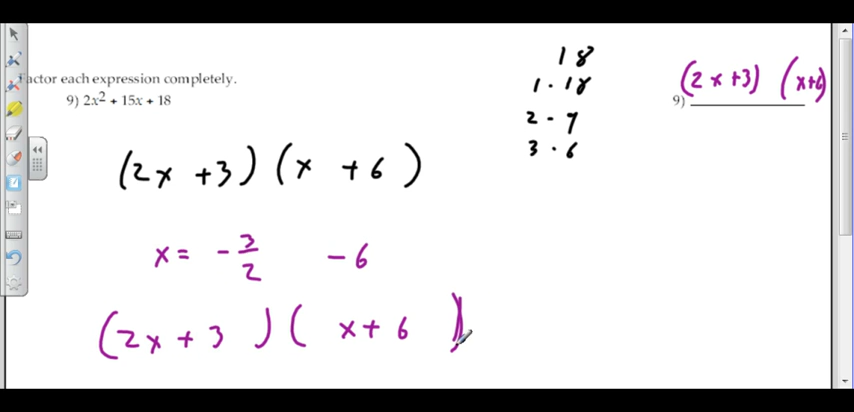 Factor each expression completely.
9) 2x² + 15x + 18
18
1 · 18
2 - 9
3 · 6
9) (2x+3) (x+6)
(2x +3) (x +6)
x = -3/2 -6
(2x + 3) (x + 6)